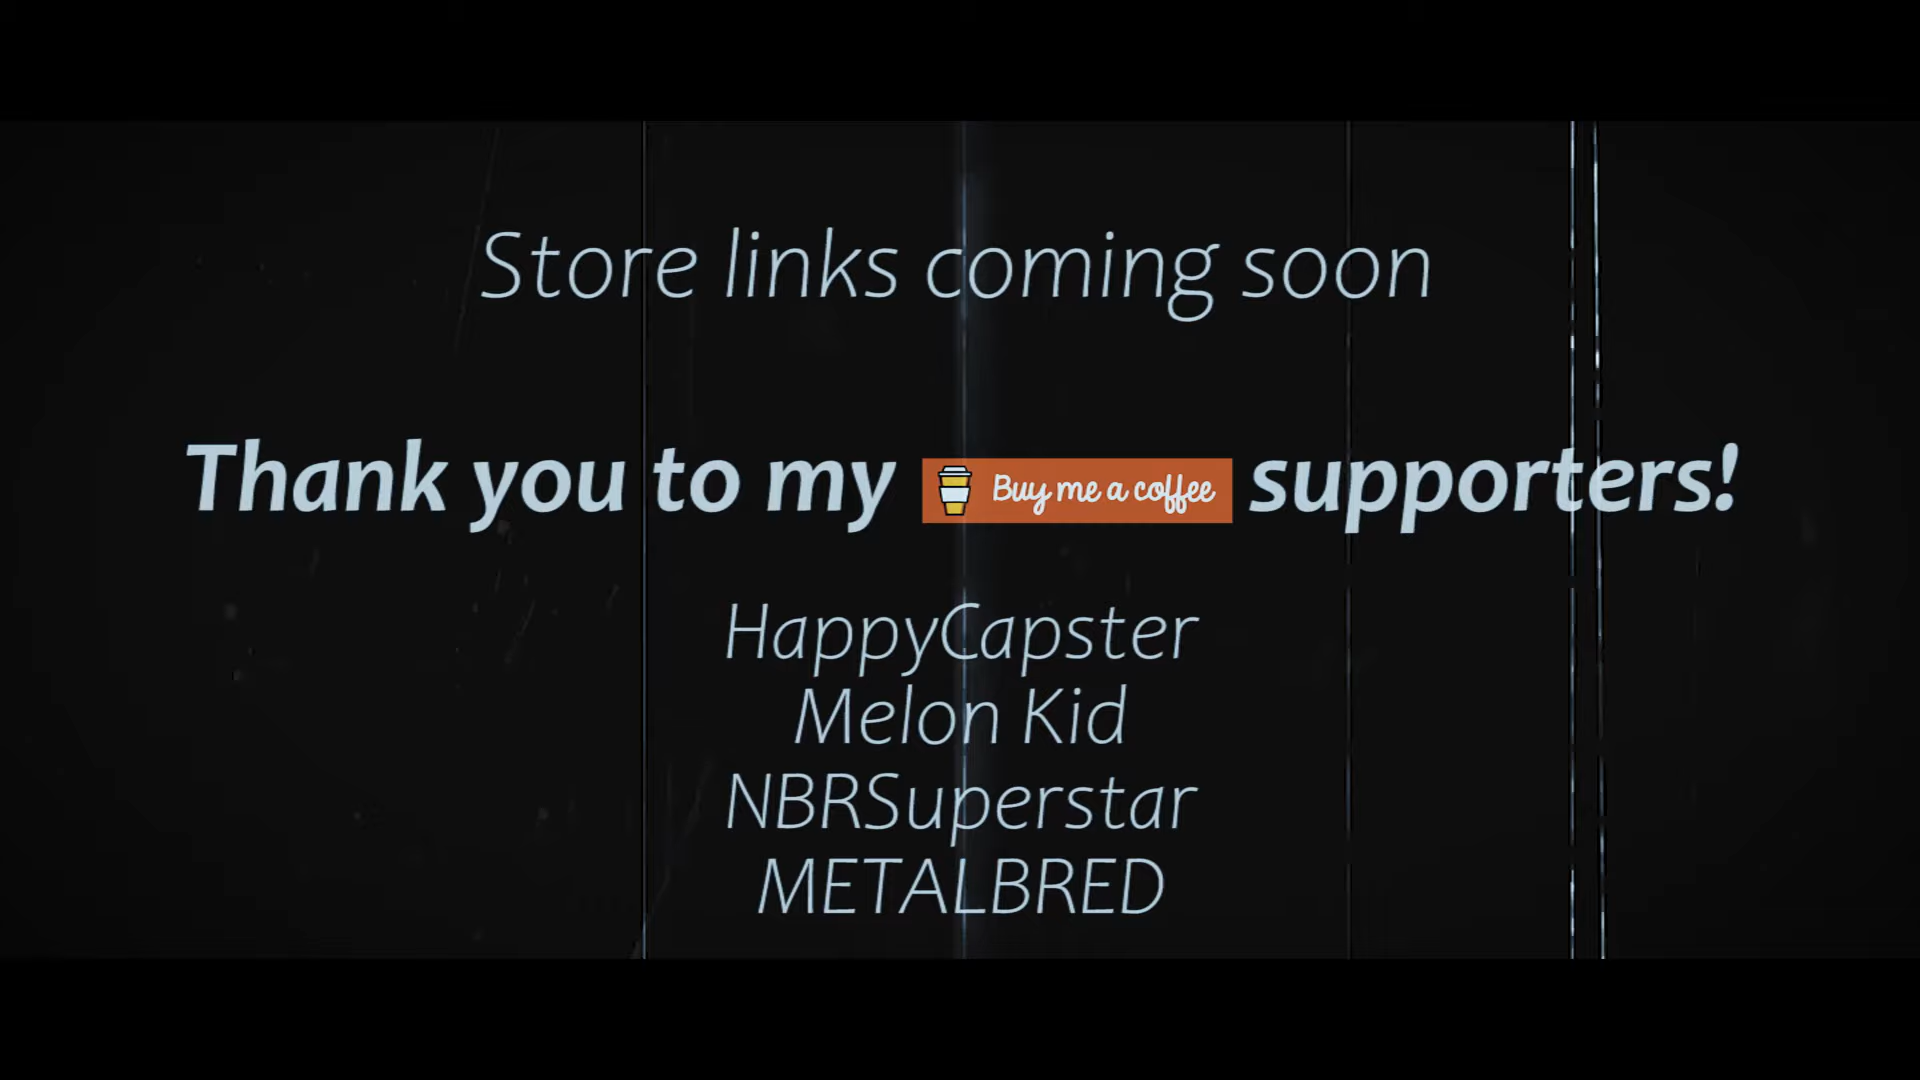 Store links coming soon
Thank you to my Buy me a coffee supporters!
HappyCapster
Melon Kid
NBRSuperstar
METALBRED